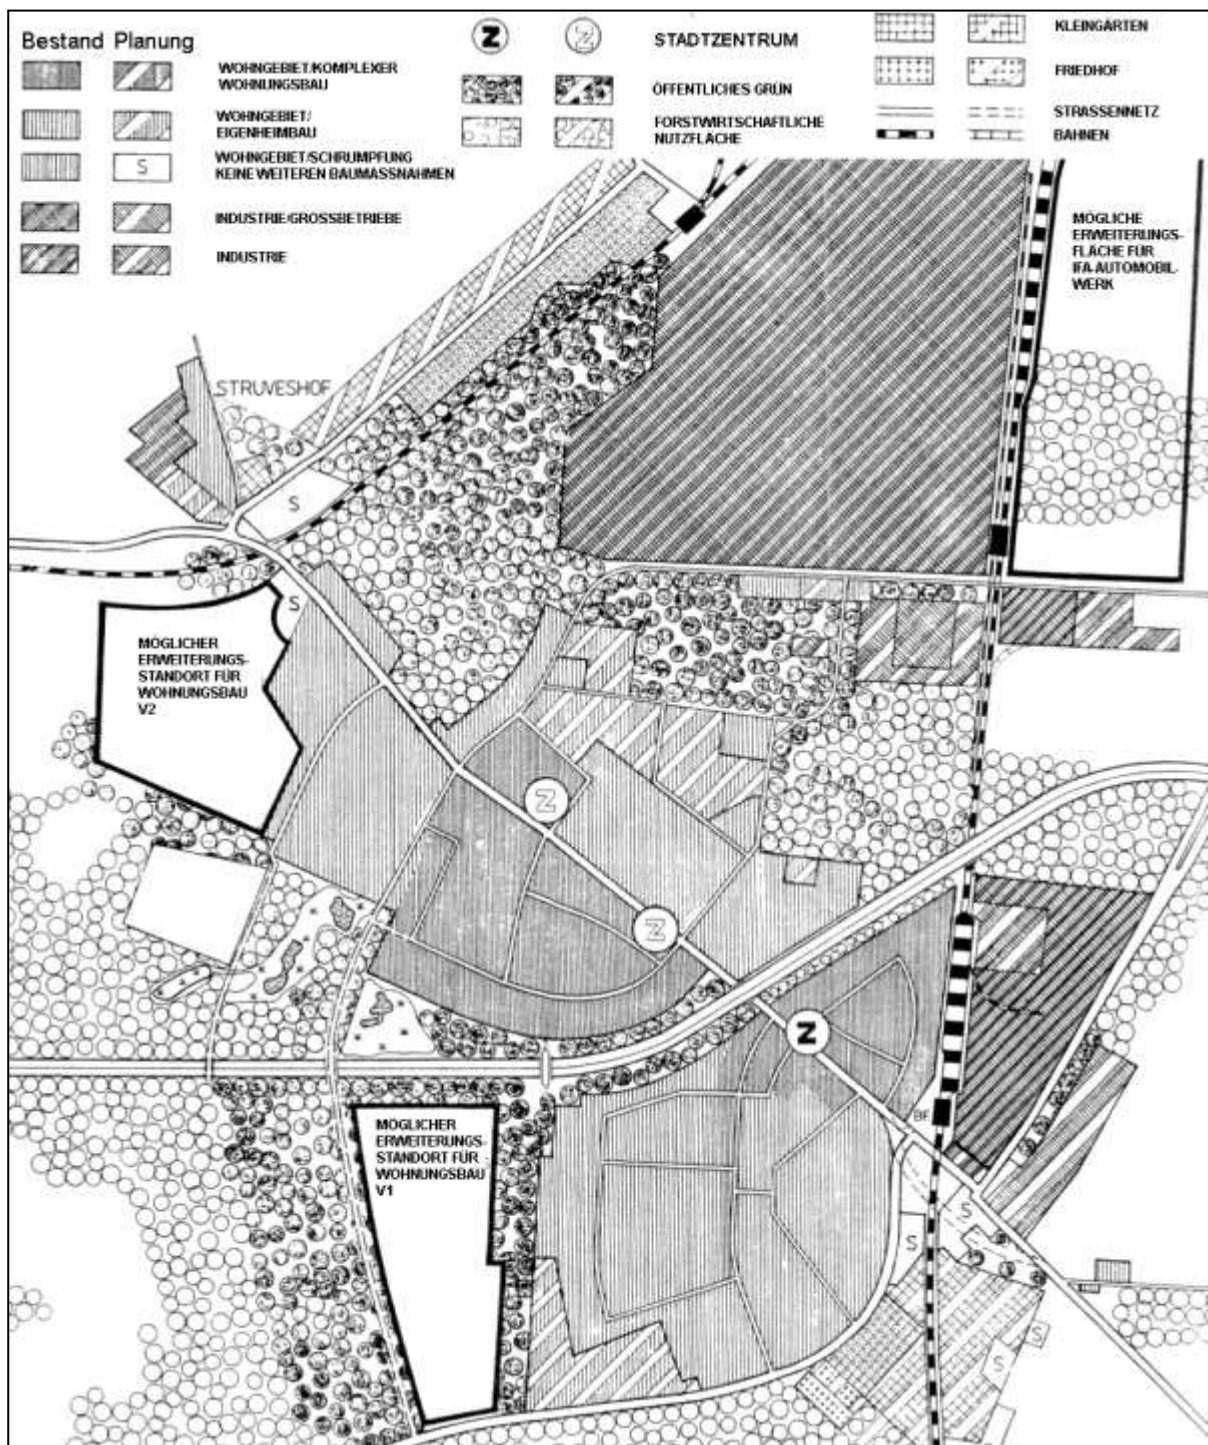 Bestand Planung
WOHNGEBIET/KOMPLEXER
WOHNUNGSBAU
WOHNGEBIET/
EIGENHEIMBAU
S
WOHNGEBIET/SCHRUMPFUNG
KEINE WEITEREN BAUMASSNAHMEN
INDUSTRIE/GROSSBETRIEBE
INDUSTRIE
Z Z STADTZENTRUM
ÖFFENTLICHES GRÜN
FORSTWIRTSCHAFTLICHE
NUTZFLÄCHE
KLEINGÄRTEN
FRIEDHOF
STRASSENNETZ
BAHNEN
MÖGLICHE
ERWEITERUNGS-
FLÄCHE FÜR
IFA-AUTOMOBIL-
WERK
STRUVESHOF
S
S
MÖGLICHER
ERWEITERUNGS-
STANDORT FÜR
WOHNUNGSBAU
V2
Z
Z
Z
BF
MÖGLICHER
ERWEITERUNGS-
STANDORT FÜR
WOHNUNGSBAU
V1
S
S
S
S
S